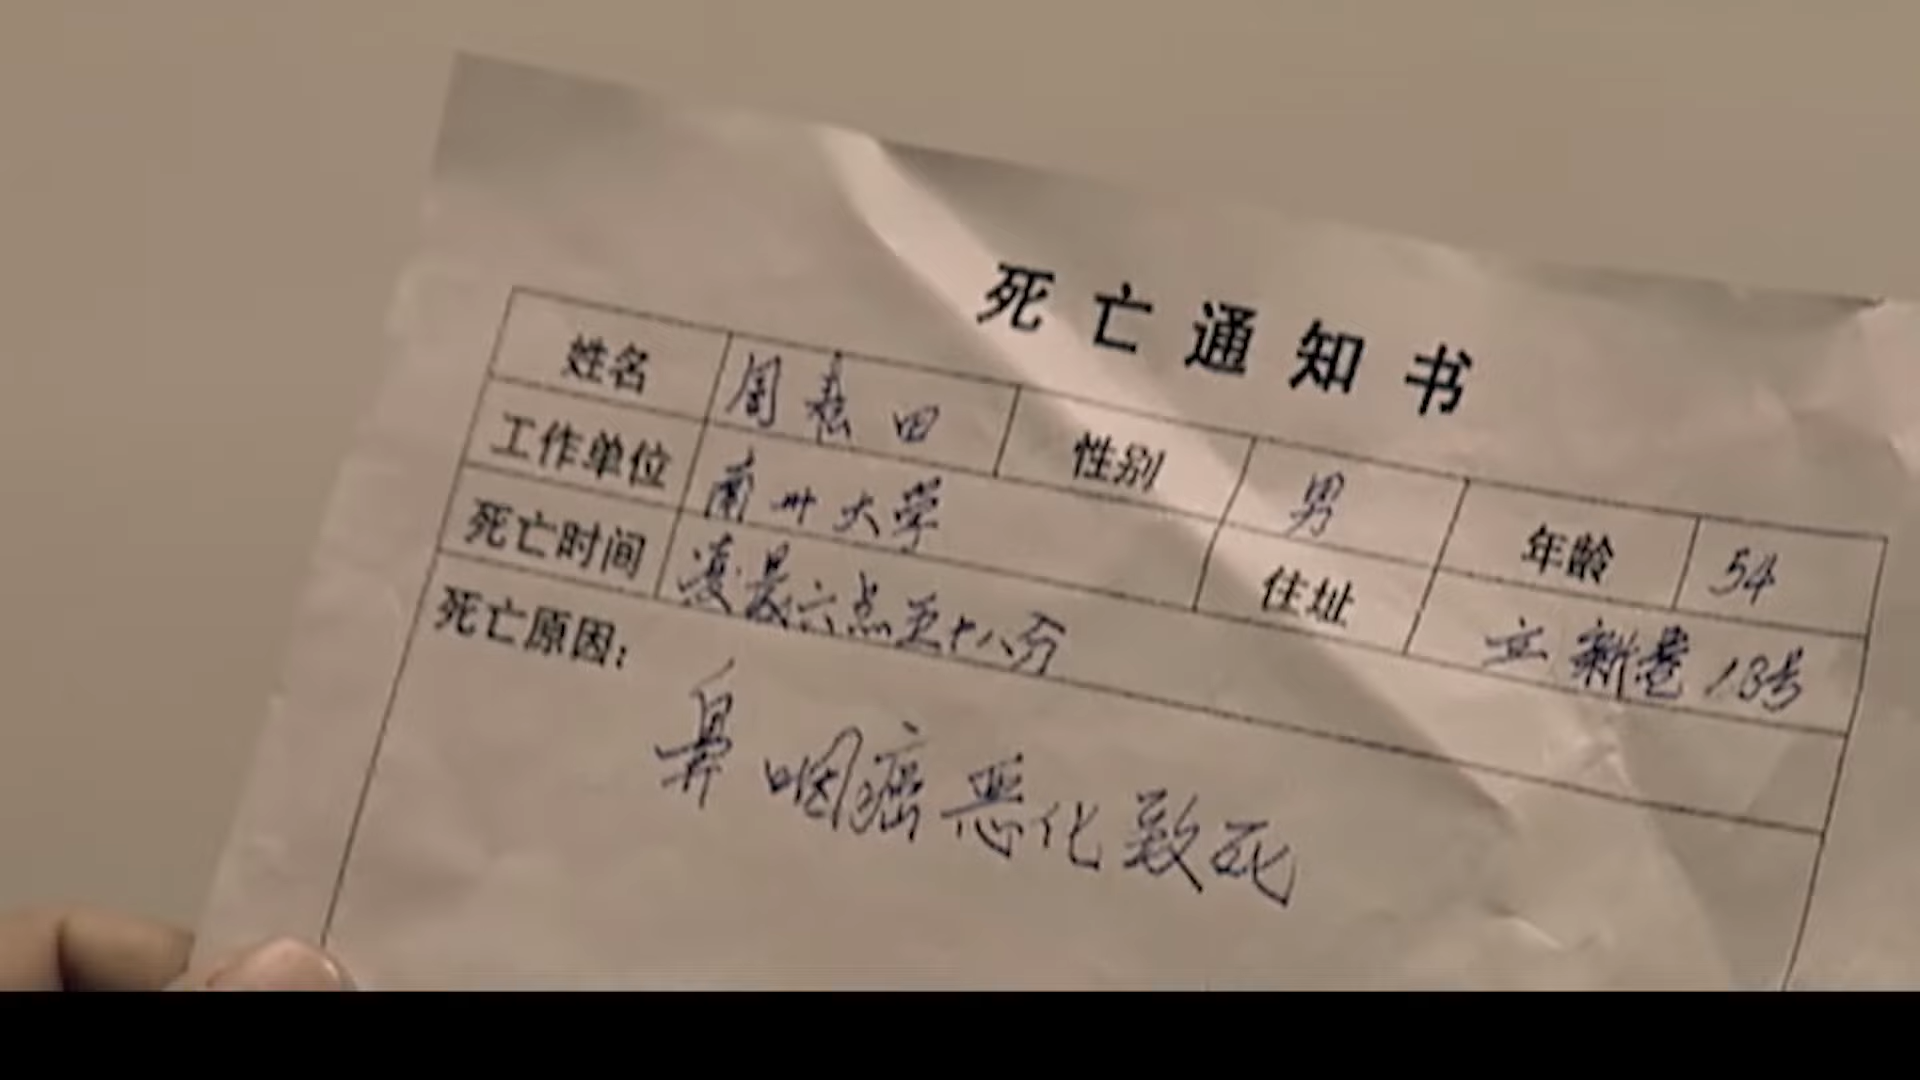 死亡通知书
姓名 周 田 性别 男 年龄 54
工作单位 南州大学 住址 立新巷13号
死亡时间 凌晨六点五十八分
死亡原因:
鼻咽癌恶化致死